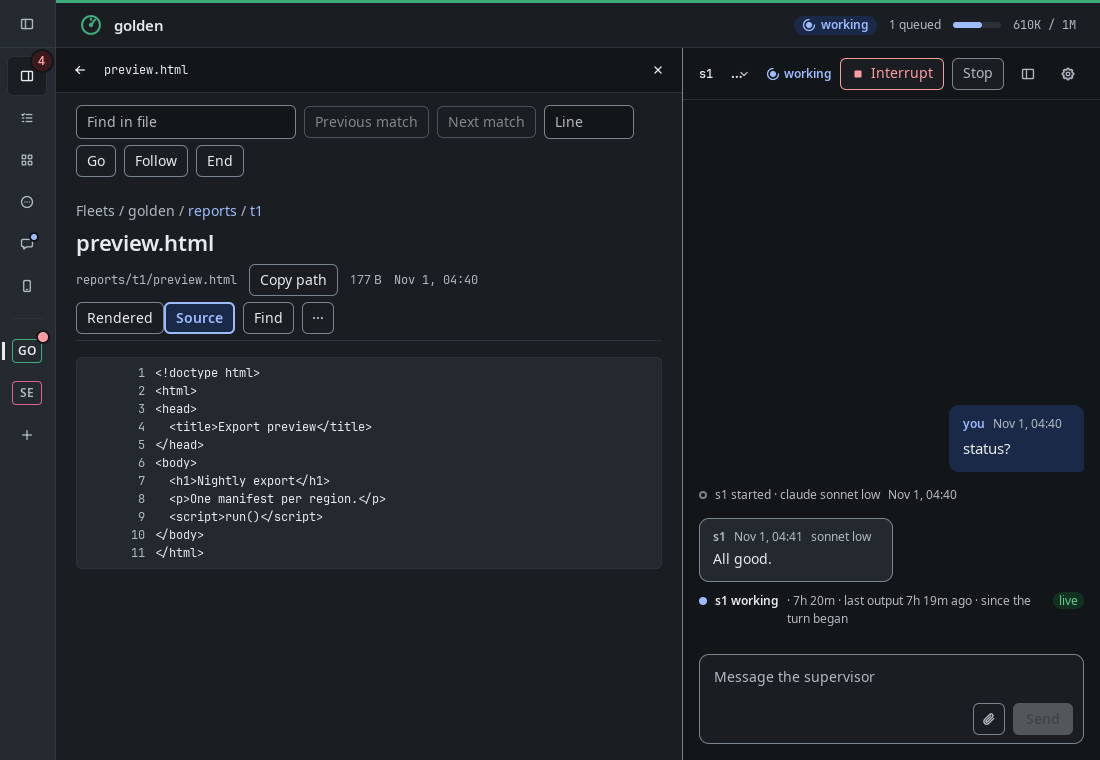 golden
working
1 queued
610K / 1M
4
GO
SE
preview.html
Find in file
Previous match
Next match
Line
Go
Follow
End
Fleets / golden / reports / t1
preview.html
reports/t1/preview.html
Copy path
177 B
Nov 1, 04:40
Rendered
Source
Find
...
1 <!doctype html>
2 <html>
3 <head>
4 <title>Export preview</title>
5 </head>
6 <body>
7 <h1>Nightly export</h1>
8 <p>One manifest per region.</p>
9 <script>run()</script>
10 </body>
11 </html>
s1
...
working
Interrupt
Stop
you Nov 1, 04:40
status?
s1 started · claude sonnet low Nov 1, 04:40
s1 Nov 1, 04:41 sonnet low
All good.
s1 working · 7h 20m · last output 7h 19m ago · since the turn began
live
Message the supervisor
Send